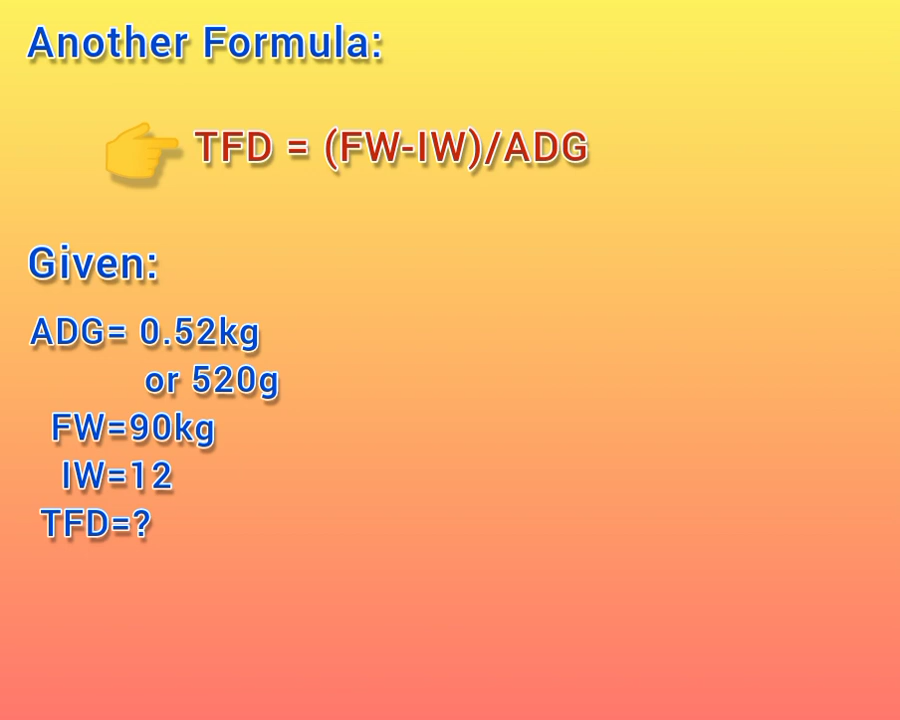 Another Formula:
TFD = (FW-IW)/ADG
Given:
ADG= 0.52kg
or 520g
FW=90kg
IW=12
TFD=?